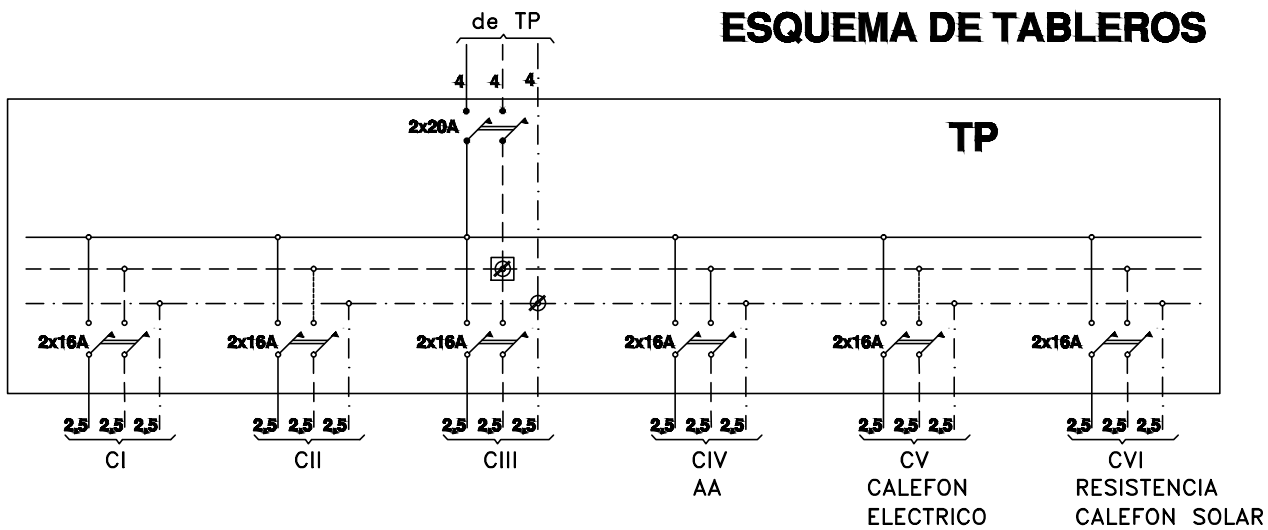 de TP
ESQUEMA DE TABLEROS
4 4 4
2x20A
TP
2x16A 2x16A 2x16A 2x16A 2x16A 2x16A
2,5 2,5 2,5 2,5 2,5 2,5 2,5 2,5 2,5 2,5 2,5 2,5 2,5 2,5 2,5 2,5 2,5 2,5
CI CII CIII CIV CV CVI
AA CALEFON RESISTENCIA
ELECTRICO CALEFON SOLAR